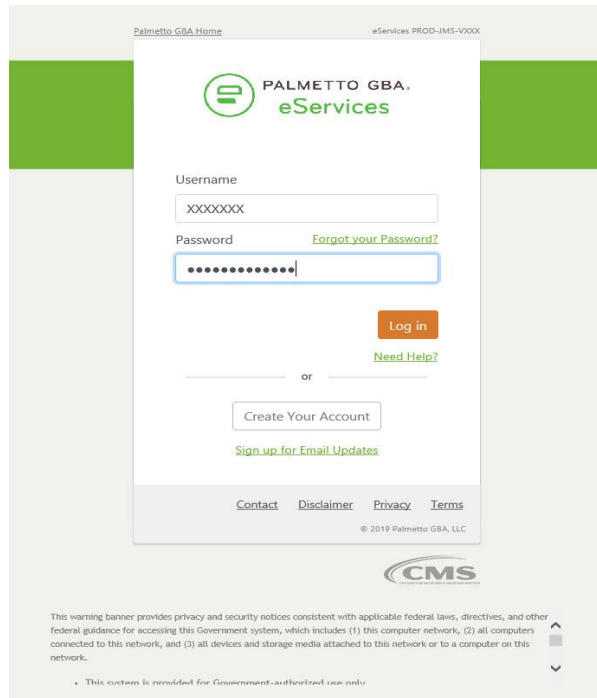 Palmetto GBA Home eServices PROD-JMS-VXXX
PALMETTO GBA.
eServices
Username
XXXXXXX
Password Forgot your Password?
●●●●●●●●●●●●●
Log in
Need Help?
or
Create Your Account
Sign up for Email Updates
Contact Disclaimer Privacy Terms
© 2019 Palmetto GBA, LLC
CMS
This warning banner provides privacy and security notices consistent with applicable federal laws, directives, and other
federal guidance for accessing this Government system, which includes (1) this computer network, (2) all computers
connected to this network, and (3) all devices and storage media attached to this network or to a computer on this
network.
• This system is provided for Government-authorized use only.